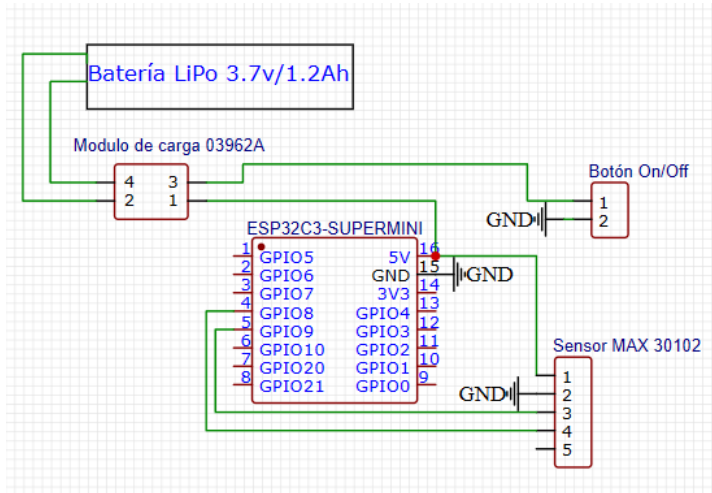 Batería LiPo 3.7v/1.2Ah
Modulo de carga 03962A
4 3
2 1
Botón On/Off
1
GND 2
ESP32C3-SUPERMINI
1 GPIO5 5V 16
2 GPIO6 GND 15 GND
3 GPIO7 3V3 14
4 GPIO8 GPIO4 13
5 GPIO9 GPIO3 12
6 GPIO10 GPIO2 11
7 GPIO20 GPIO1 10
8 GPIO21 GPIO0 9
Sensor MAX 30102
1
GND 2
3
4
5